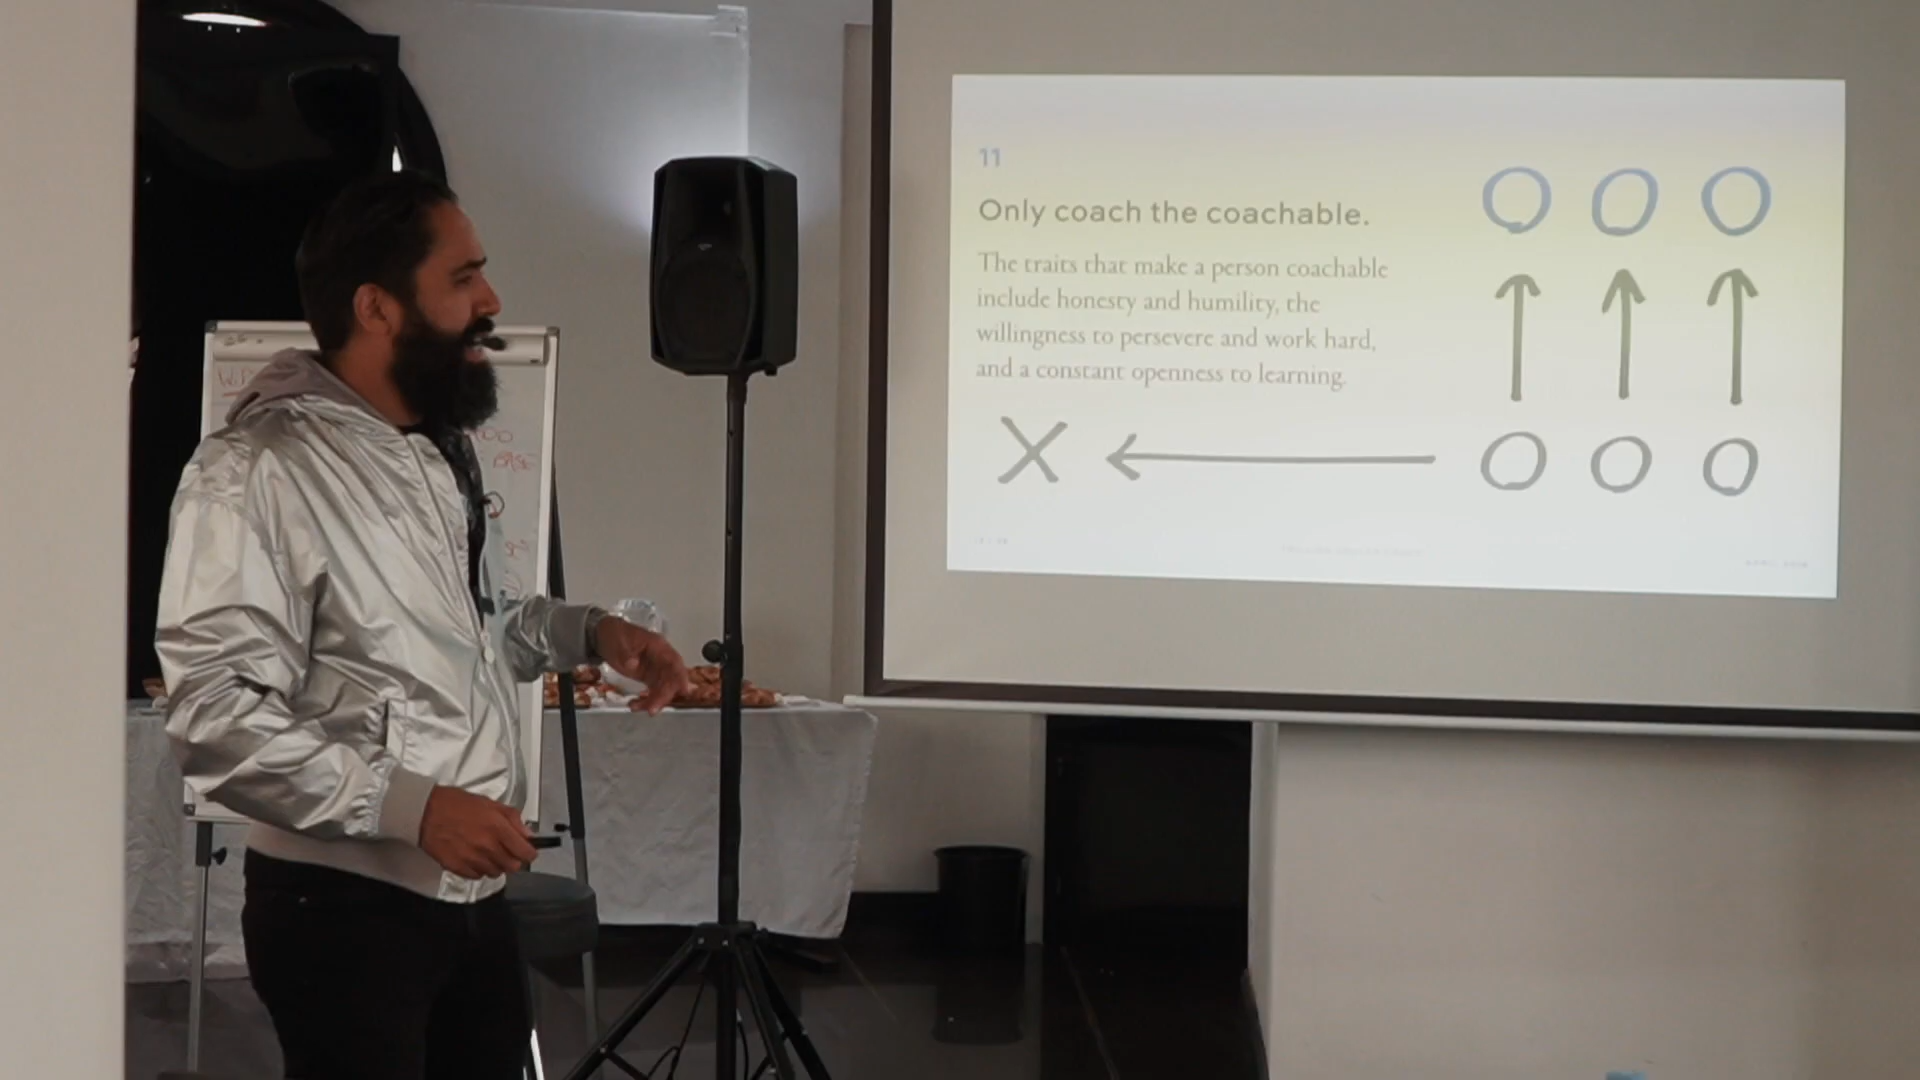 11
Only coach the coachable.
The traits that make a person coachable
include honesty and humility, the
willingness to persevere and work hard,
and a constant openness to learning.
X